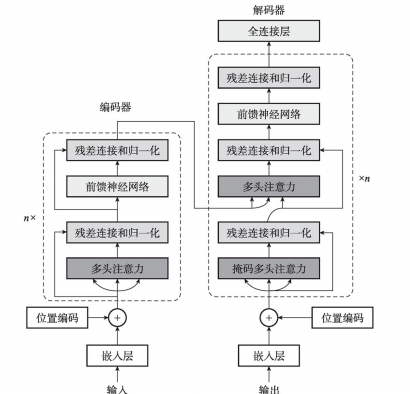 解码器
全连接层
残差连接和归一化
前馈神经网络
残差连接和归一化
多头注意力
残差连接和归一化
掩码多头注意力
×n
位置编码
嵌入层
输出
编码器
残差连接和归一化
前馈神经网络
残差连接和归一化
多头注意力
n×
位置编码
+
嵌入层
输入
+